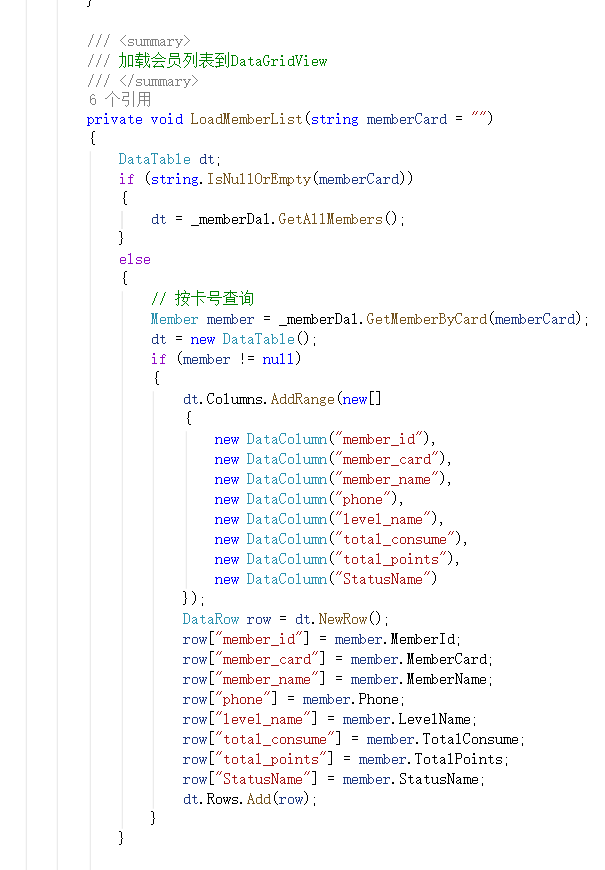 }
/// <summary>
/// 加载会员列表到DataGridView
/// </summary>
6 个引用
private void LoadMemberList(string memberCard = "")
{
DataTable dt;
if (string.IsNullOrEmpty(memberCard))
{
dt = _memberDal.GetAllMembers();
}
else
{
// 按卡号查询
Member member = _memberDal.GetMemberByCard(memberCard);
dt = new DataTable();
if (member != null)
{
dt.Columns.AddRange(new[]
{
new DataColumn("member_id"),
new DataColumn("member_card"),
new DataColumn("member_name"),
new DataColumn("phone"),
new DataColumn("level_name"),
new DataColumn("total_consume"),
new DataColumn("total_points"),
new DataColumn("StatusName")
});
DataRow row = dt.NewRow();
row["member_id"] = member.MemberId;
row["member_card"] = member.MemberCard;
row["member_name"] = member.MemberName;
row["phone"] = member.Phone;
row["level_name"] = member.LevelName;
row["total_consume"] = member.TotalConsume;
row["total_points"] = member.TotalPoints;
row["StatusName"] = member.StatusName;
dt.Rows.Add(row);
}
}